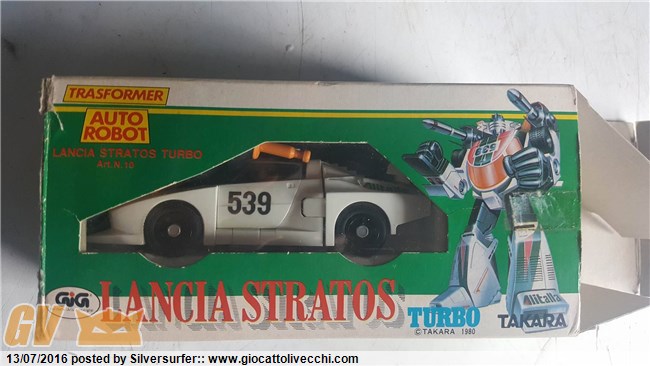 TRASFORMER
AUTO
ROBOT
LANCIA STRATOS TURBO
Art. N. 10
539
Alitalia
GiG
LANCIA STRATOS
TURBO
© TAKARA 1980
TAKARA
GV
13/07/2016 posted by Silversurfer:: www.giocattolivecchi.com